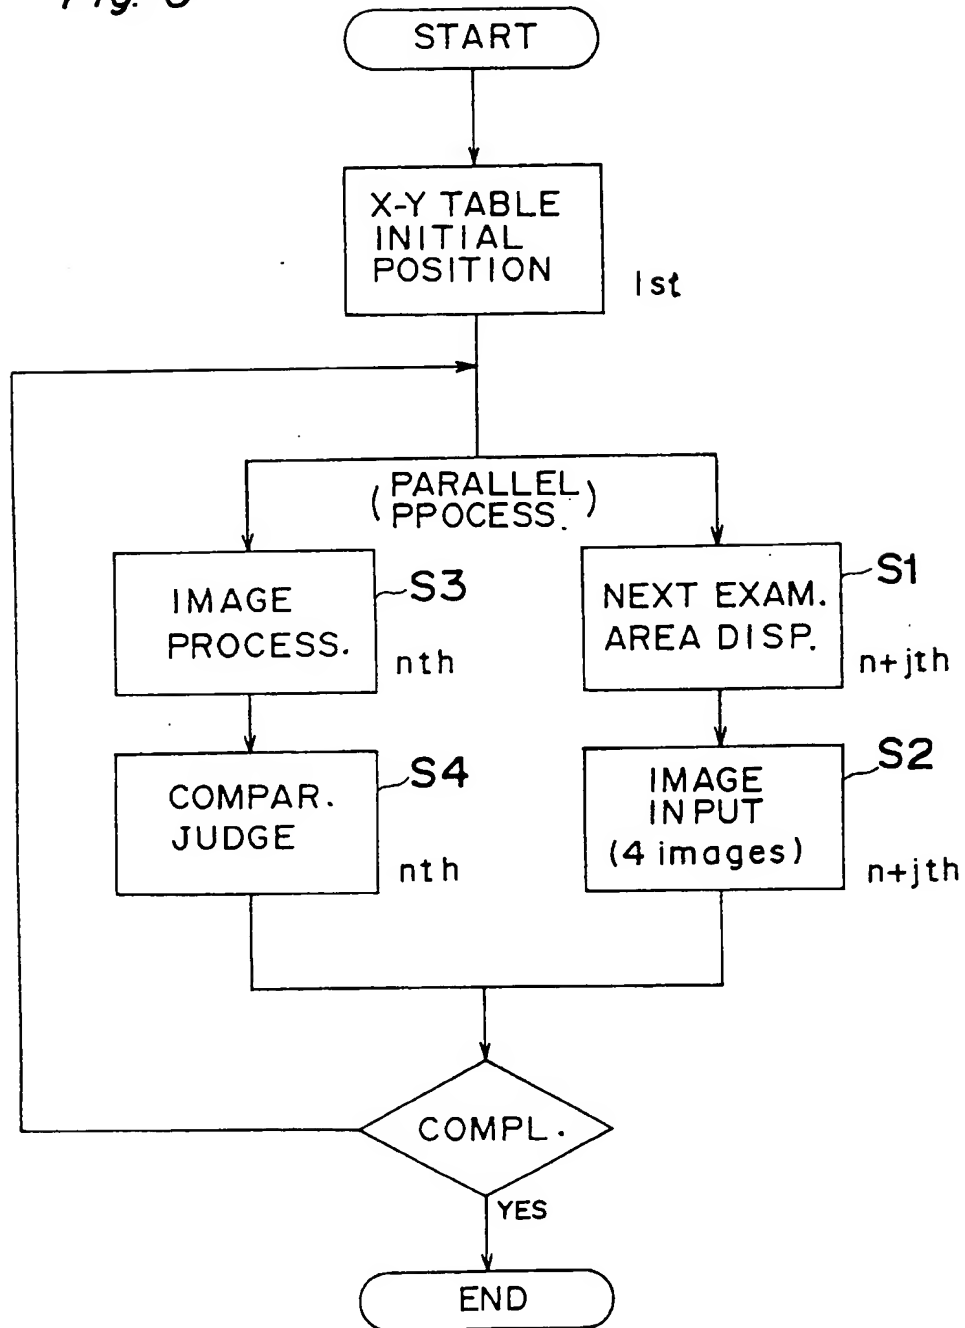 Fig.
START
X-Y TABLE
INITIAL
POSITION
1st
(PARALLEL
PPOCESS.)
IMAGE
PROCESS.
S3
nth
NEXT EXAM.
AREA DISP.
S1
n+jth
COMPAR.
JUDGE
S4
nth
IMAGE
INPUT
(4 images)
S2
n+jth
COMPL.
YES
END